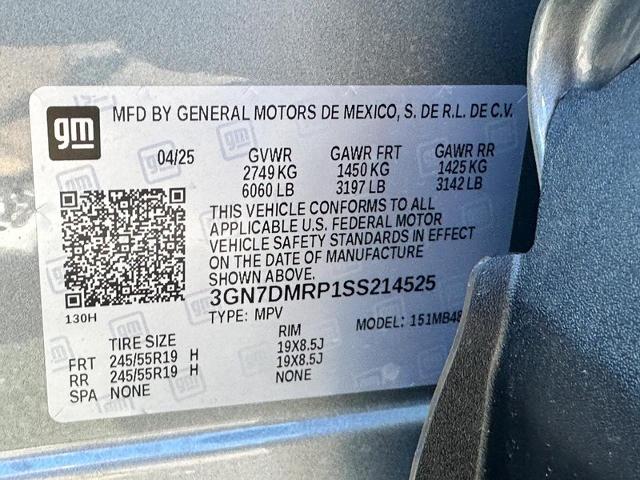 gm
MFD BY GENERAL MOTORS DE MEXICO, S. DE R.L. DE C.V.
04/25 GVWR GAWR FRT GAWR RR
2749 KG 1450 KG 1425 KG
6060 LB 3197 LB 3142 LB
THIS VEHICLE CONFORMS TO ALL
APPLICABLE U.S. FEDERAL MOTOR
VEHICLE SAFETY STANDARDS IN EFFECT
ON THE DATE OF MANUFACTURE
SHOWN ABOVE.
3GN7DMRP1SS214525
130H
TYPE: MPV MODEL: 151MB48
TIRE SIZE RIM
FRT 245/55R19 H 19X8.5J
RR 245/55R19 H 19X8.5J
SPA NONE NONE